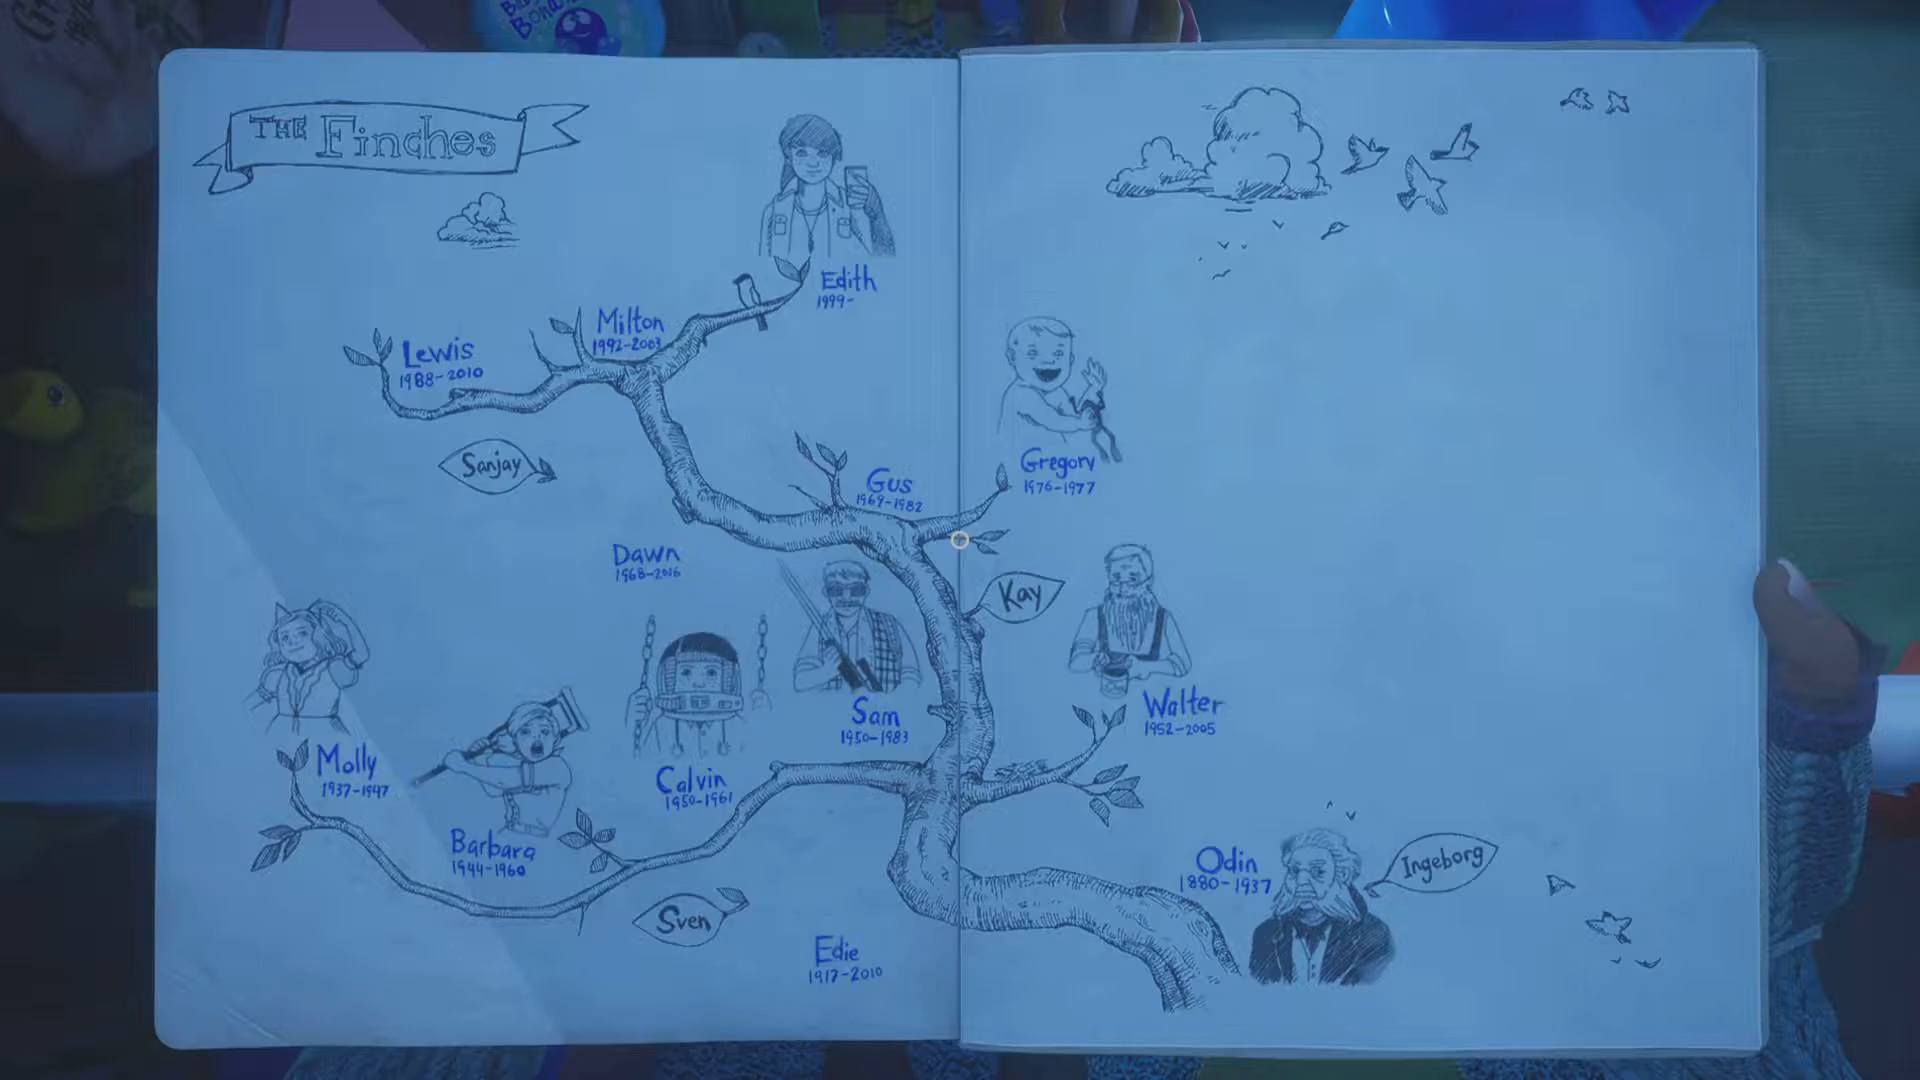 THE Finches
Edith
1999-
Milton
1992-2003
Lewis
1988-2010
Sanjay
Gregory
1976-1977
Gus
1969-1982
Dawn
1968-2016
Kay
Sam
1950-1983
Walter
1952-2005
Molly
1937-1947
Calvin
1950-1961
Barbara
1944-1960
Odin
1880-1937
Ingeborg
Sven
Edie
1917-2010